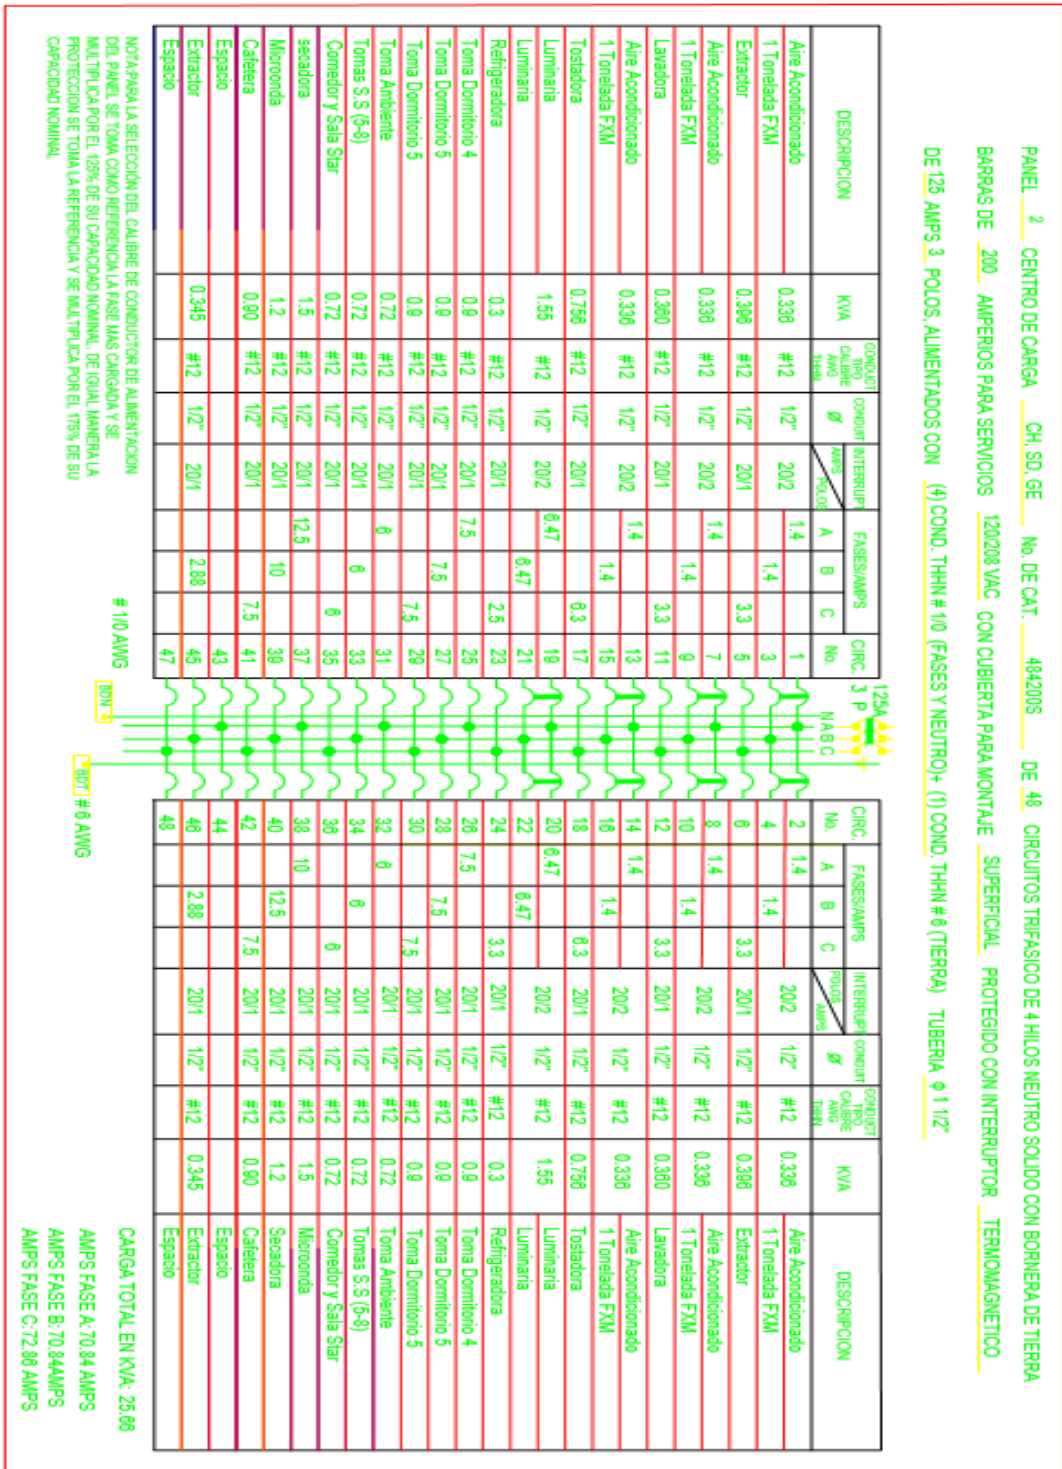 PANEL 2 CENTRO DE CARGA CH, SD, GE No. DE CAT. 484200S DE 48 CIRCUITOS TRIFASICO DE 4 HILOS NEUTRO SOLIDO CON BORNERA DE TIERRA
BARRAS DE 200 AMPERIOS PARA SERVICIOS 120/208 VAC CON CUBIERTA PARA MONTAJE SUPERFICIAL PROTEGIDO CON INTERRUPTOR TERMOMAGNETICO
DE 125 AMPS 3 POLOS, ALIMENTADOS CON (4) COND. THHN # 1/0 (FASES Y NEUTRO)+ (1) COND. THHN # 6 (TIERRA) TUBERIA Φ 1 1/2"
125A
3 P
N A B C
DESCRIPCION KVA CONDUCT TIPO CALIBRE AWG THHN CONDUIT Ø INTERRUPT AMPS POLOS FASES/AMPS A B C CIRC. No. CIRC. No. FASES/AMPS A B C INTERRUPT POLOS AMPS CONDUIT Ø CONDUCT TIPO CALIBRE AWG THHN KVA DESCRIPCION
Aire Acondicionado 0.336 #12 1/2" 20/2 1.4 1 2 1.4 20/2 1/2" #12 0.336 Aire Acondicionado
1 Tonelada FXM 1.4 3 4 1.4 1 Tonelada FXM
Extractor 0.396 #12 1/2" 20/1 3.3 5 6 3.3 20/1 1/2" #12 0.396 Extractor
Aire Acondicionado 0.336 #12 1/2" 20/2 1.4 7 8 1.4 20/2 1/2" #12 0.336 Aire Acondicionado
1 Tonelada FXM 1.4 9 10 1.4 1 Tonelada FXM
Lavadora 0.360 #12 1/2" 20/1 3.3 11 12 3.3 20/1 1/2" #12 0.360 Lavadora
Aire Acondicionado 0.336 #12 1/2" 20/2 1.4 13 14 1.4 20/2 1/2" #12 0.336 Aire Acondicionado
1 Tonelada FXM 1.4 15 16 1.4 1 Tonelada FXM
Tostadora 0.756 #12 1/2" 20/1 6.3 17 18 6.3 20/1 1/2" #12 0.756 Tostadora
Luminaria 1.55 #12 1/2" 20/2 6.47 19 20 6.47 20/2 1/2" #12 1.55 Luminaria
Luminaria 6.47 21 22 6.47 Luminaria
Refrigeradora 0.3 #12 1/2" 20/1 2.5 23 24 3.3 20/1 1/2" #12 0.3 Refrigeradora
Toma Dormitorio 4 0.9 #12 1/2" 20/1 7.5 25 26 7.5 20/1 1/2" #12 0.9 Toma Dormitorio 4
Toma Dormitorio 5 0.9 #12 1/2" 20/1 7.5 27 28 7.5 20/1 1/2" #12 0.9 Toma Dormitorio 5
Toma Dormitorio 5 0.9 #12 1/2" 20/1 7.5 29 30 7.5 20/1 1/2" #12 0.9 Toma Dormitorio 5
Toma Ambiente 0.72 #12 1/2" 20/1 6 31 32 6 20/1 1/2" #12 0.72 Toma Ambiente
Tomas S.S (5-8) 0.72 #12 1/2" 20/1 6 33 34 6 20/1 1/2" #12 0.72 Tomas S.S (5-8)
Comedor y Sala Star 0.72 #12 1/2" 20/1 6 35 36 6 20/1 1/2" #12 0.72 Comedor y Sala Star
secadora 1.5 #12 1/2" 20/1 12.5 37 38 10 20/1 1/2" #12 1.5 Microonda
Microonda 1.2 #12 1/2" 20/1 10 39 40 12.5 20/1 1/2" #12 1.2 Secadora
Cafetera 0.90 #12 1/2" 20/1 7.5 41 42 7.5 20/1 1/2" #12 0.90 Cafetera
Espacio 43 44 Espacio
Extractor 0.345 #12 1/2" 20/1 2.88 45 46 2.88 20/1 1/2" #12 0.345 Extractor
Espacio 47 48 Espacio
NOTA:PARA LA SELECCIÓN DEL CALIBRE DE CONDUCTOR DE ALIMENTACION
DEL PANEL SE TOMA COMO REFERENCIA LA FASE MAS CARGADA Y SE
MULTIPLICA POR EL 125% DE SU CAPACIDAD NOMINAL, DE IGUAL MANERA LA
PROTECCION SE TOMA LA REFERENCIA Y SE MULTIPLICA POR EL 175% DE SU
CAPACIDAD NOMINAL.
# 1/0 AWG
BDN
BDT # 6 AWG
CARGA TOTAL EN KVA: 25.66
AMPS FASE A:70.84 AMPS
AMPS FASE B: 70.84AMPS
AMPS FASE C:72.86 AMPS